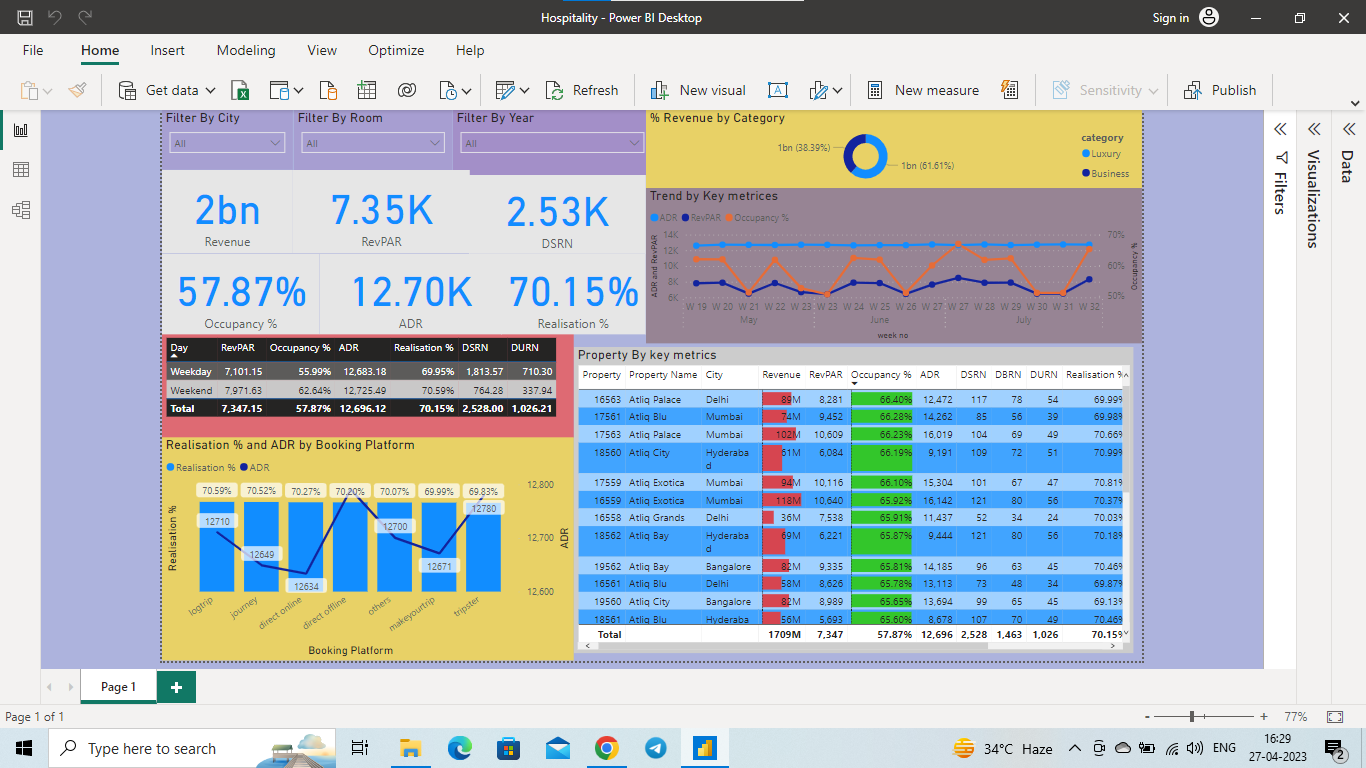 Hospitality - Power BI Desktop
Sign in
File Home Insert Modeling View Optimize Help
Get data Refresh New visual New measure Sensitivity Publish
Filter By City Filter By Room Filter By Year
All All All
2bn
Revenue
7.35K
RevPAR
2.53K
DSRN
57.87%
Occupancy %
12.70K
ADR
70.15%
Realisation %
% Revenue by Category
1bn (38.39%)
1bn (61.61%)
category
Luxury
Business
Trend by Key metrices
ADR RevPAR Occupancy %
ADR and RevPAR
14K
12K
10K
8K
6K
70%
60%
50%
Occupancy %
W 19 W 20 W 21 W 22 W 23 W 23 W 24 W 25 W 26 W 27 W 27 W 28 W 29 W 30 W 31 W 32
May June July
week no
Day RevPAR Occupancy % ADR Realisation % DSRN DURN
Weekday 7,101.15 55.99% 12,683.18 69.95% 1,813.57 710.30
Weekend 7,971.63 62.64% 12,725.49 70.59% 764.28 337.94
Total 7,347.15 57.87% 12,696.12 70.15% 2,528.00 1,026.21
Realisation % and ADR by Booking Platform
Realisation % ADR
Realisation %
70.59% 70.52% 70.27% 70.20% 70.07% 69.99% 69.83%
12710 12649 12634 12700 12671 12780
12,800
12,700
12,600
ADR
logtrip journey direct online direct offline others makeyourtrip tripster
Booking Platform
Property By key metrics
Property Property Name City Revenue RevPAR Occupancy % ADR DSRN DBRN DURN Realisation %
16563 Atliq Palace Delhi 89M 8,281 66.40% 12,472 117 78 54 69.99%
17561 Atliq Blu Mumbai 74M 9,452 66.28% 14,262 85 56 39 69.98%
17563 Atliq Palace Mumbai 102M 10,609 66.23% 16,019 104 69 49 70.66%
18560 Atliq City Hyderaba 61M 6,084 66.19% 9,191 109 72 51 70.99%
d
17559 Atliq Exotica Mumbai 94M 10,116 66.10% 15,304 101 67 47 70.81%
16559 Atliq Exotica Mumbai 118M 10,640 65.92% 16,142 121 80 56 70.37%
16558 Atliq Grands Delhi 36M 7,538 65.91% 11,437 52 34 24 70.03%
18562 Atliq Bay Hyderaba 69M 6,221 65.87% 9,444 121 80 56 70.18%
d
19562 Atliq Bay Bangalore 82M 9,335 65.81% 14,185 96 63 45 70.46%
16561 Atliq Blu Delhi 58M 8,626 65.78% 13,113 73 48 34 69.87%
19560 Atliq City Bangalore 82M 8,989 65.65% 13,694 99 65 45 69.13%
18561 Atliq Blu Hyderaba 56M 5,693 65.60% 8,678 107 70 49 70.46%
Total 1709M 7,347 57.87% 12,696 2,528 1,463 1,026 70.15%
Filters
Visualizations
Data
Page 1
Page 1 of 1
77%
Type here to search
34°C Haze
ENG
16:29
27-04-2023
2